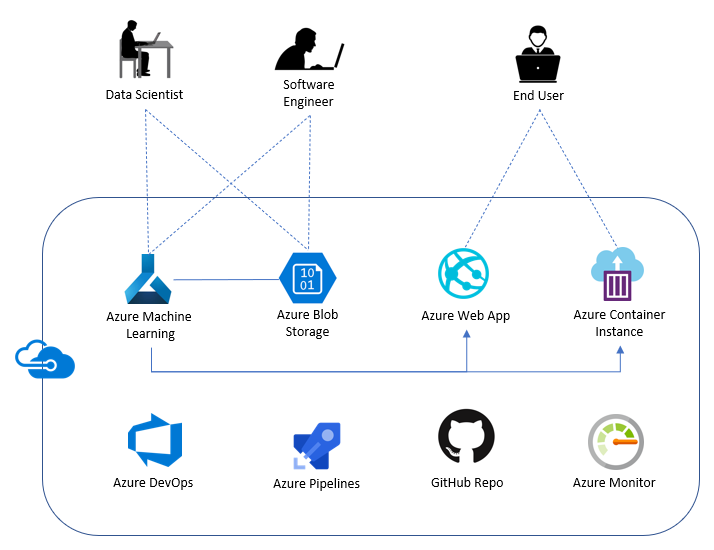 Data Scientist
Software
Engineer
End User
10
01
Azure Machine
Learning
Azure Blob
Storage
Azure Web App
Azure Container
Instance
Azure DevOps
Azure Pipelines
GitHub Repo
Azure Monitor